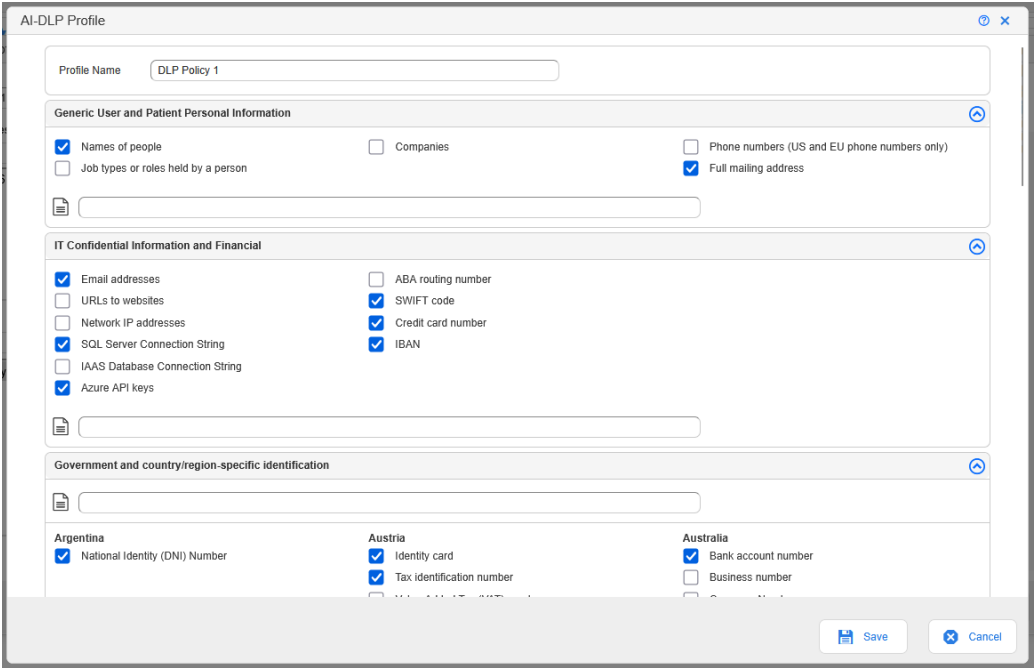 AI-DLP Profile
Profile Name
DLP Policy 1
Generic User and Patient Personal Information
Names of people
Companies
Phone numbers (US and EU phone numbers only)
Job types or roles held by a person
Full mailing address
IT Confidential Information and Financial
Email addresses
ABA routing number
URLs to websites
SWIFT code
Network IP addresses
Credit card number
SQL Server Connection String
IBAN
IAAS Database Connection String
Azure API keys
Government and country/region-specific identification
Argentina
Austria
Australia
National Identity (DNI) Number
Identity card
Bank account number
Tax identification number
Business number
Save
Cancel